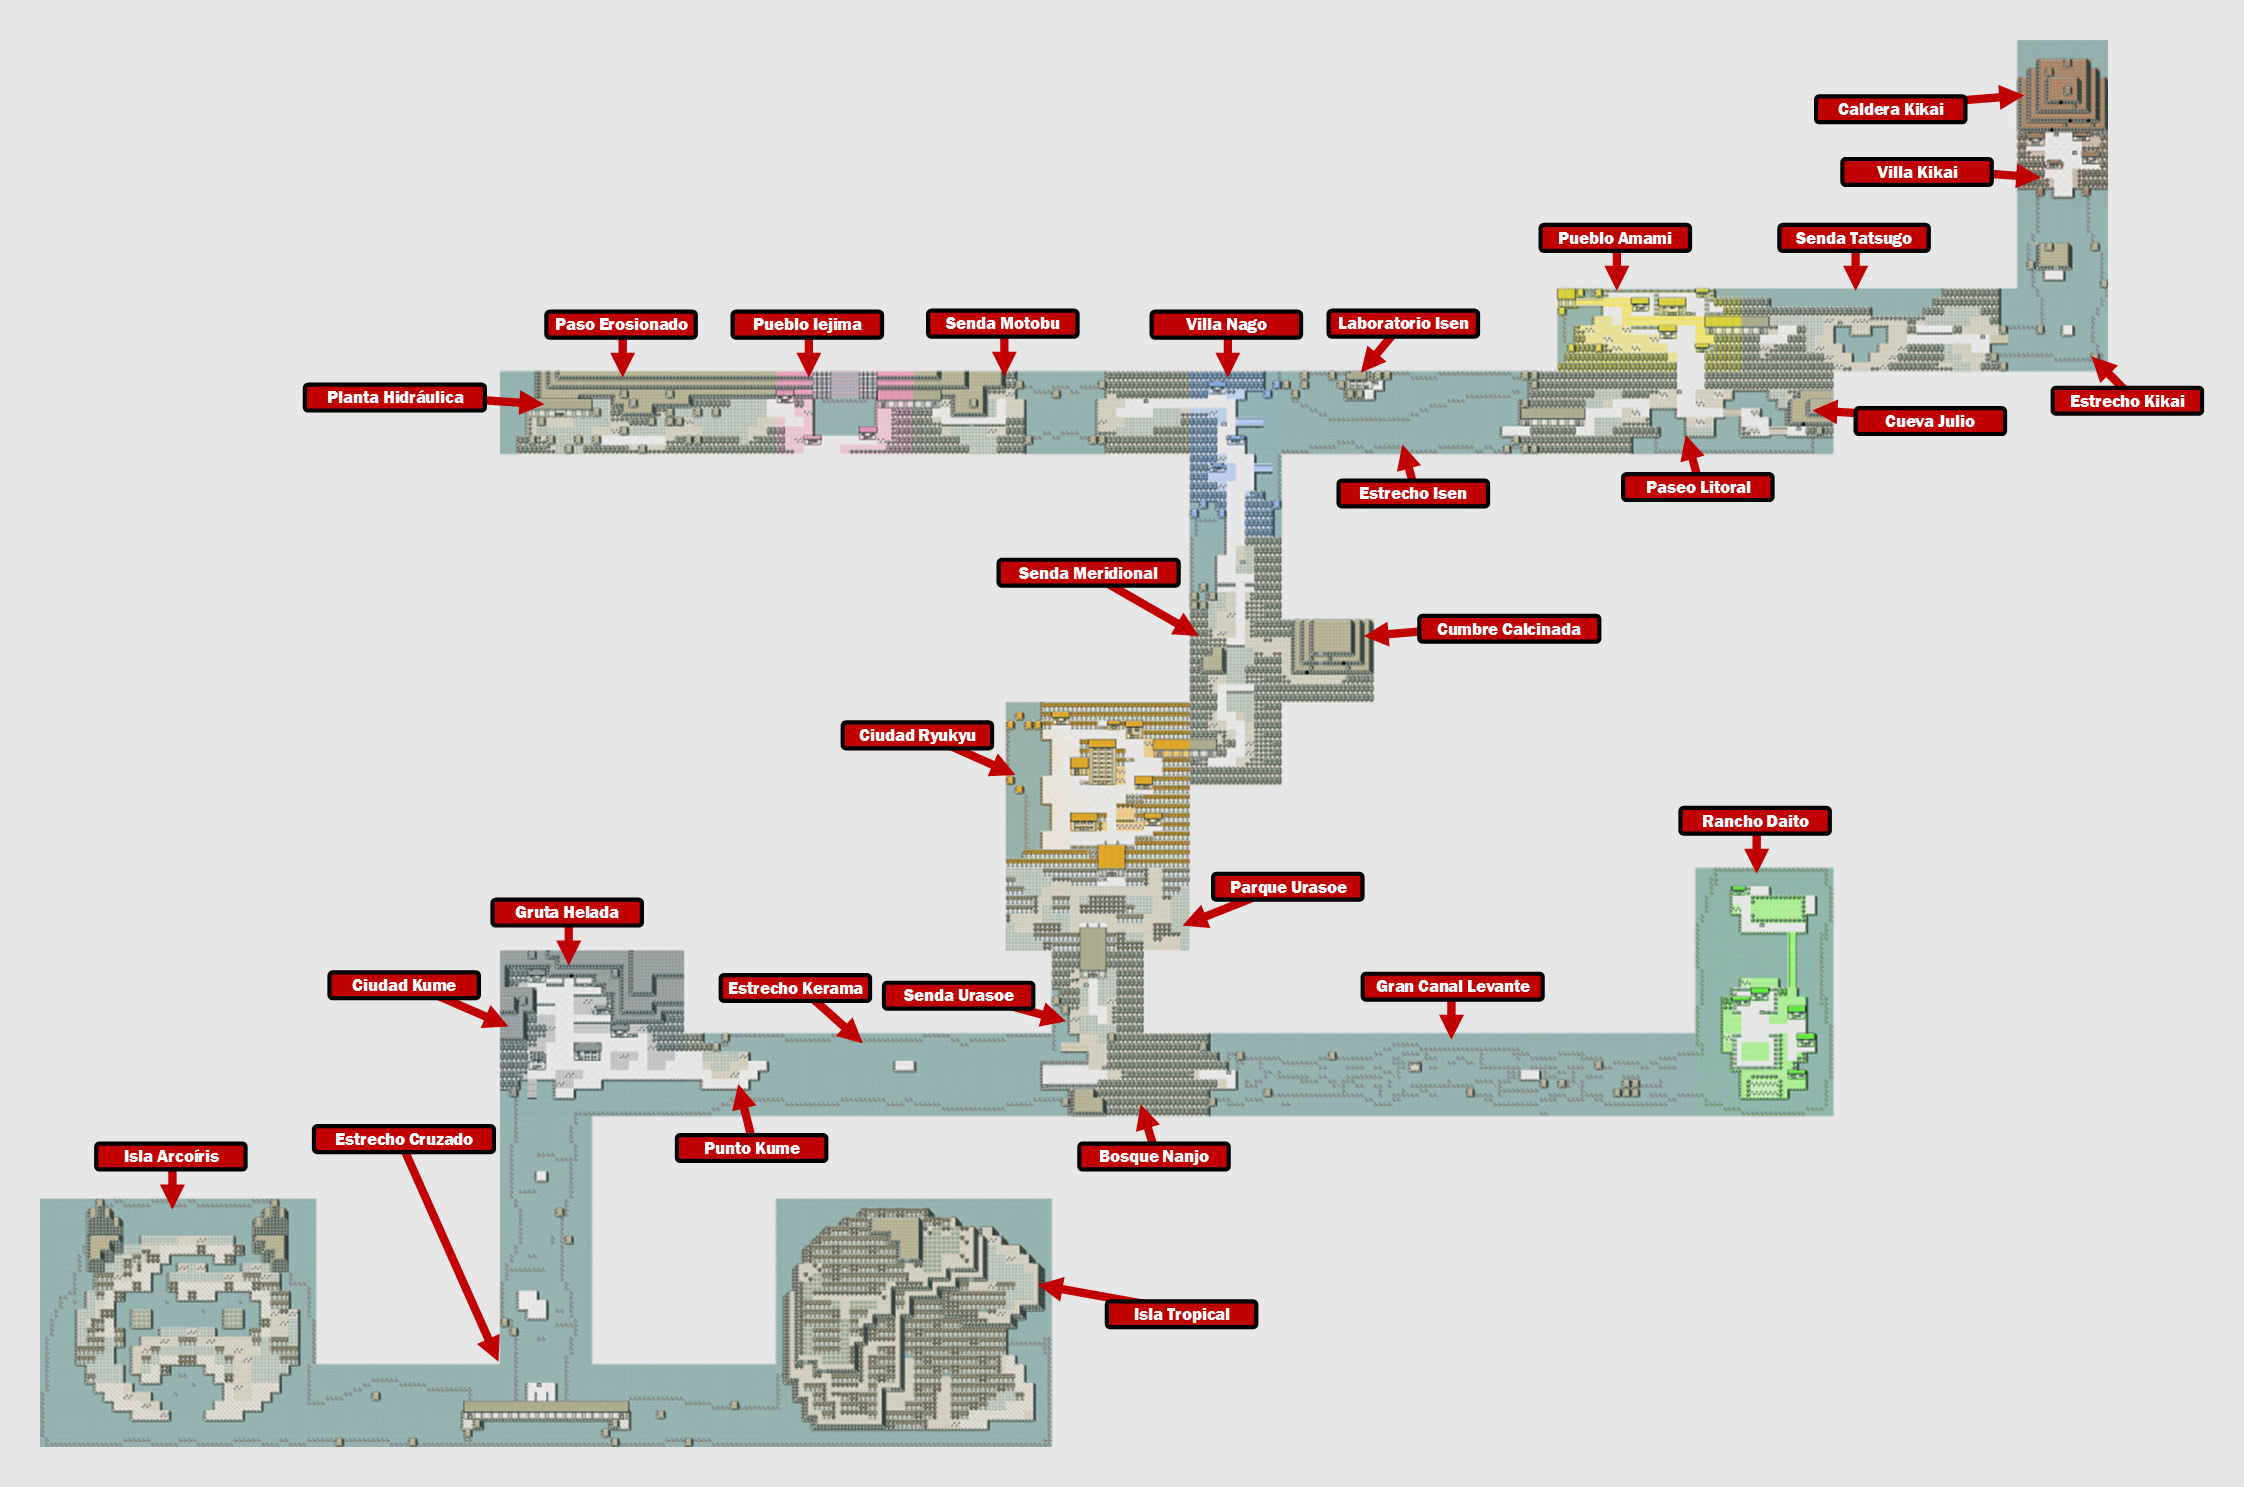 Caldera Kikai
Villa Kikai
Pueblo Amami
Senda Tatsugo
Paso Erosionado
Pueblo Iejima
Senda Motobu
Villa Nago
Laboratorio Isen
Planta Hidráulica
Estrecho Kikai
Cueva Julio
Paseo Litoral
Estrecho Isen
Senda Meridional
Cumbre Calcinada
Ciudad Ryukyu
Rancho Daito
Parque Urasoe
Gruta Helada
Ciudad Kume
Estrecho Kerama
Senda Urasoe
Gran Canal Levante
Estrecho Cruzado
Punto Kume
Bosque Nanjo
Isla Arcoíris
Isla Tropical